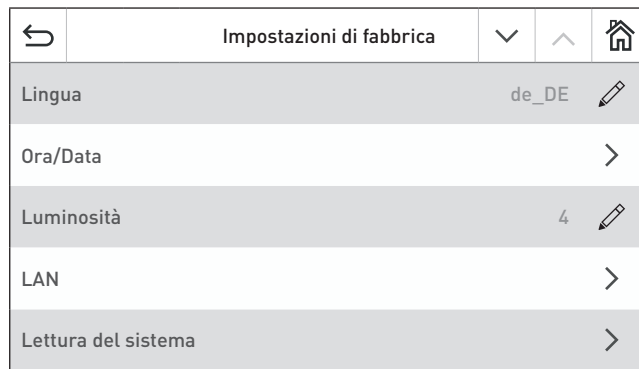 Impostazioni di fabbrica
Lingua de_DE
Ora/Data
Luminosità 4
LAN
Lettura del sistema